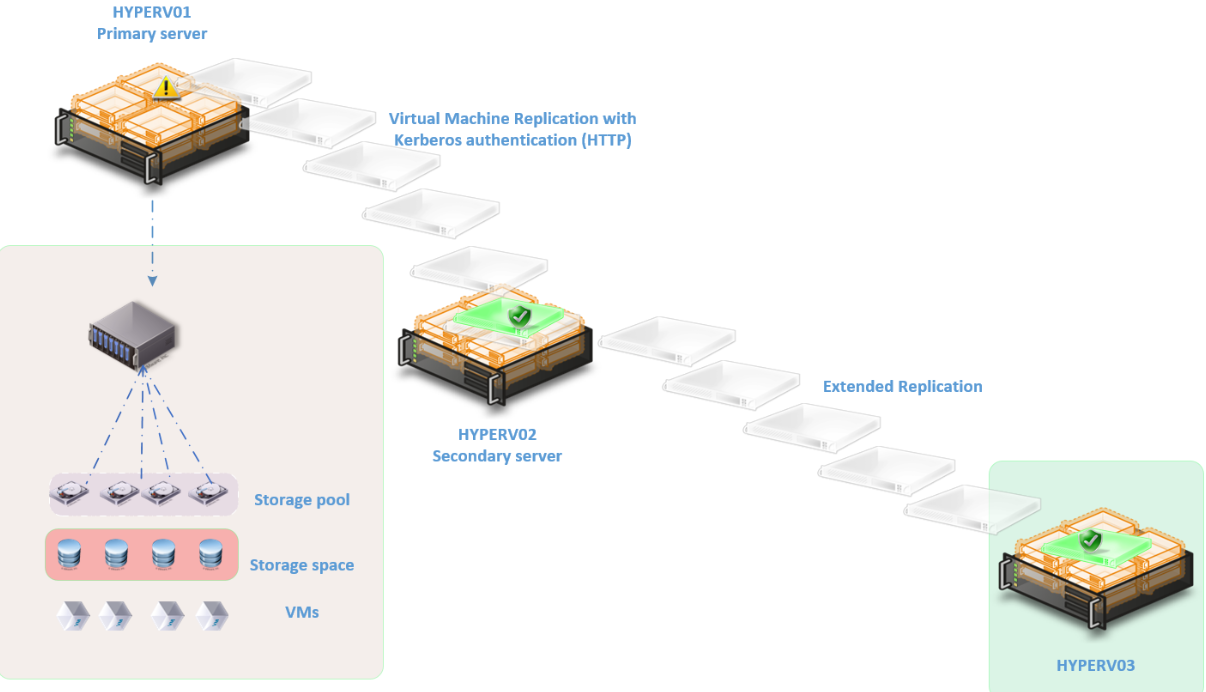 HYPERV01
Primary server
Virtual Machine Replication with
Kerberos authentication (HTTP)
Extended Replication
HYPERV02
Secondary server
Storage pool
Storage space
VMs
HYPERV03